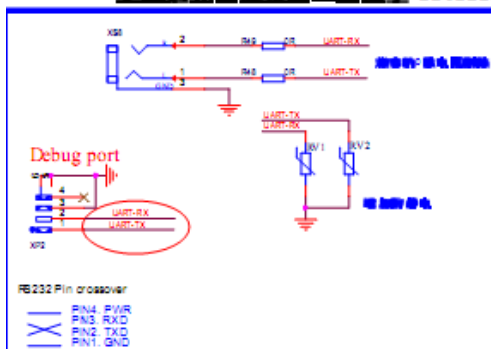 XS8
2
R49
0R
UART-RX
1
R48
0R
UART-TX
3
GND
UART-TX
UART-RX
RV1
RV2
Debug port
4
3
2
UART-RX
1
UART-TX
XP2
RS232 Pin crossover
PIN4. PWR
PIN3. RXD
PIN2. TXD
PIN1. GND